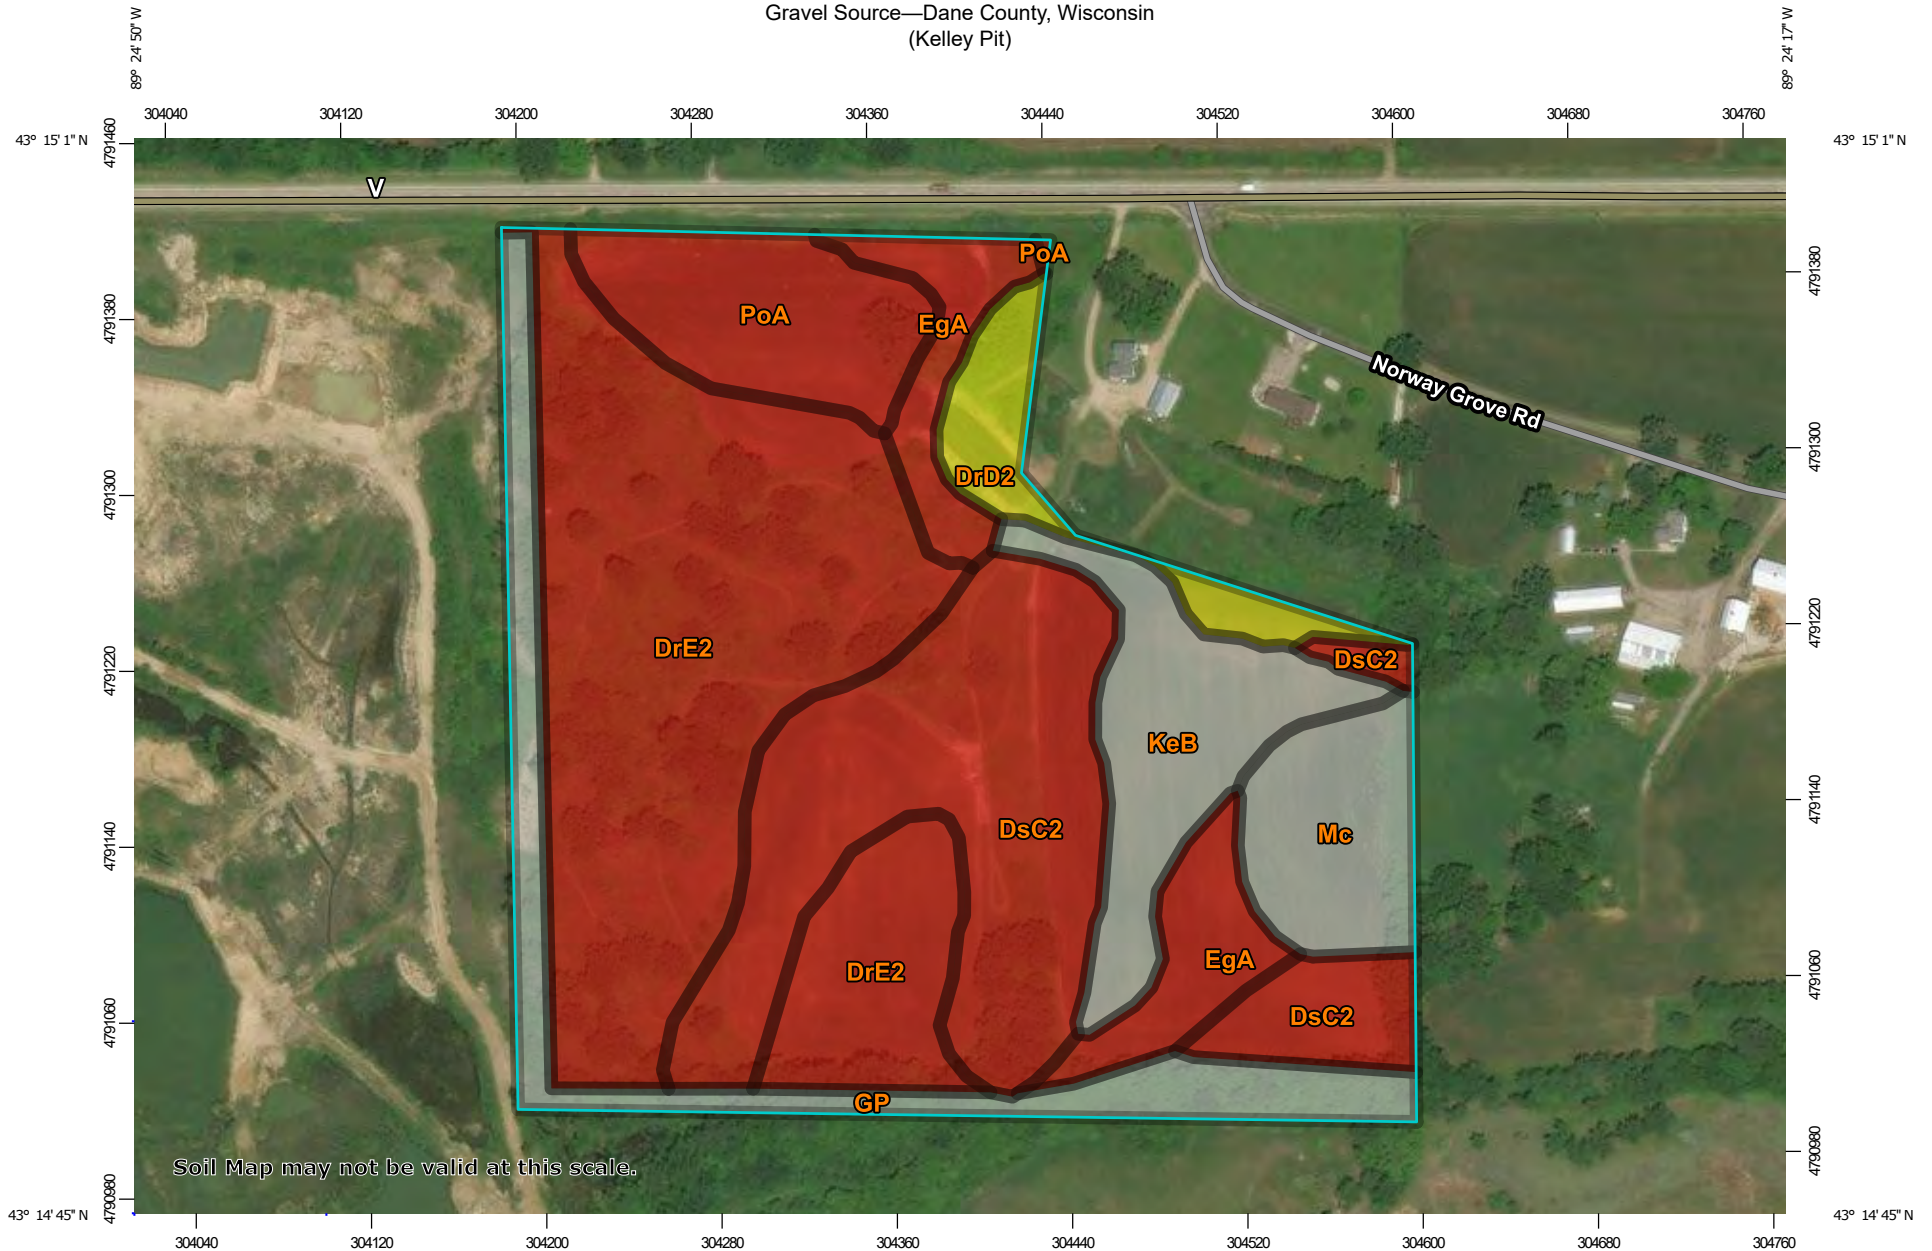 Gravel Source—Dane County, Wisconsin
(Kelley Pit)
89° 24' 50'' W
89° 24' 17'' W
304040 304120 304200 304280 304360 304440 304520 304600 304680 304760
43° 15' 1'' N
43° 15' 1'' N
4791460
4791380
4791300
4791220
4791140
4791060
4790980
4791380
4791300
4791220
4791140
4791060
4790980
V
PoA
PoA
EgA
Norway Grove Rd
DrD2
DrE2
DsC2
KeB
DsC2
Mc
EgA
DrE2
DsC2
GP
Soil Map may not be valid at this scale.
43° 14' 45'' N
43° 14' 45'' N
304040 304120 304200 304280 304360 304440 304520 304600 304680 304760